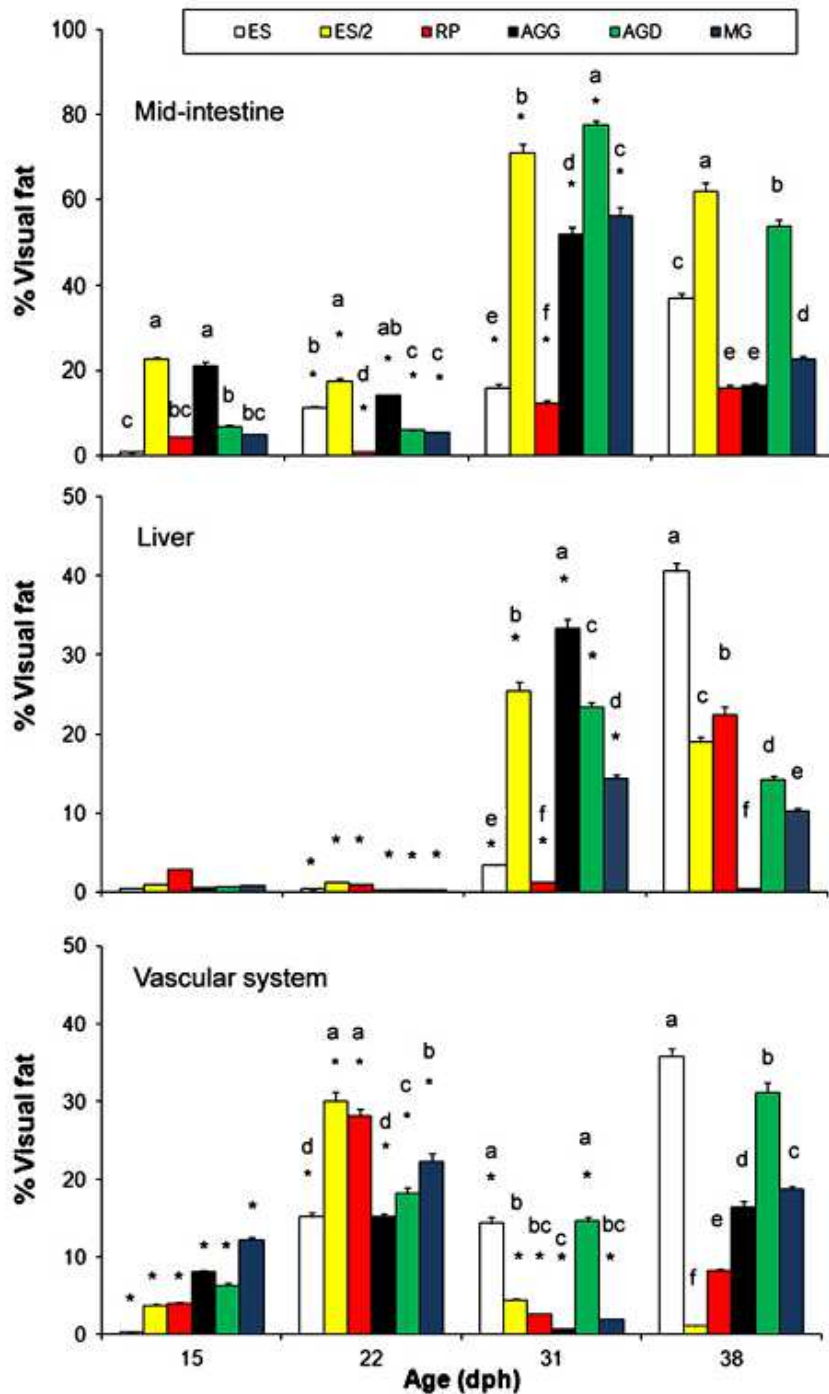 ES ES/2 RP AGG AGD MG
% Visual fat
100
80
60
40
20
0
Mid-intestine
c a bc a b bc
b * a * d * ab * c * c *
e * b * f * d * a * c *
c a e e b d
% Visual fat
50
40
30
20
10
0
Liver
* * * * * *
e * b * f * a * c * d *
a c b f d e
% Visual fat
50
40
30
20
10
0
Vascular system
* * * * * *
d * a * a * d * c * b *
a * b * bc * c * a * bc *
a f e d b c
15 22 31 38
Age (dph)